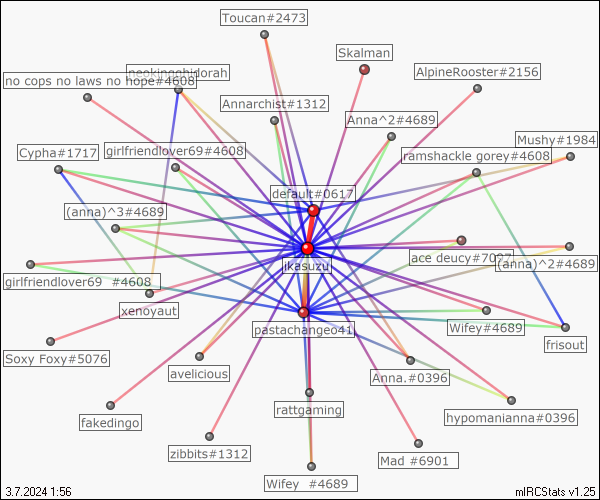 Toucan#2473
Skalman
AlpineRooster#2156
neokingghidorah
no cops no laws no hope#4608
Annarchist#1312
Anna^2#4689
Mushy#1984
Cypha#1717
girlfriendlover69#4608
ramshackle gorey#4608
default#0617
(anna)^3#4689
ikasuzu
ace deucy#7027
(anna)^2#4689
girlfriendlover69 #4608
xenoyaut
pastachangeo41
Wifey#4689
frisout
Soxy Foxy#5076
avelicious
Anna.#0396
rattgaming
hypomanianna#0396
fakedingo
zibbits#1312
Mad #6901
Wifey #4689
3.7.2024 1:56
mIRCStats v1.25